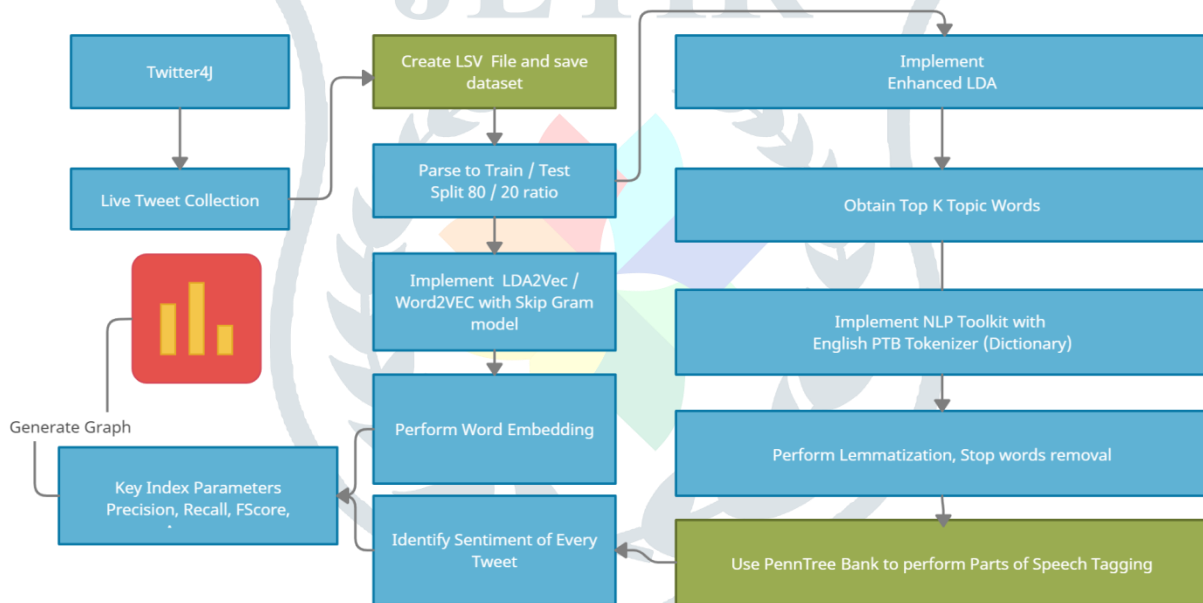 JETIR
Twitter4J
Live Tweet Collection
Create LSV File and save
dataset
Parse to Train / Test
Split 80 / 20 ratio
Implement LDA2Vec /
Word2VEC with Skip Gram
model
Perform Word Embedding
Identify Sentiment of Every
Tweet
Implement
Enhanced LDA
Obtain Top K Topic Words
Implement NLP Toolkit with
English PTB Tokenizer (Dictionary)
Perform Lemmatization, Stop words removal
Use PennTree Bank to perform Parts of Speech Tagging
Generate Graph
Key Index Parameters
Precision, Recall, FScore,